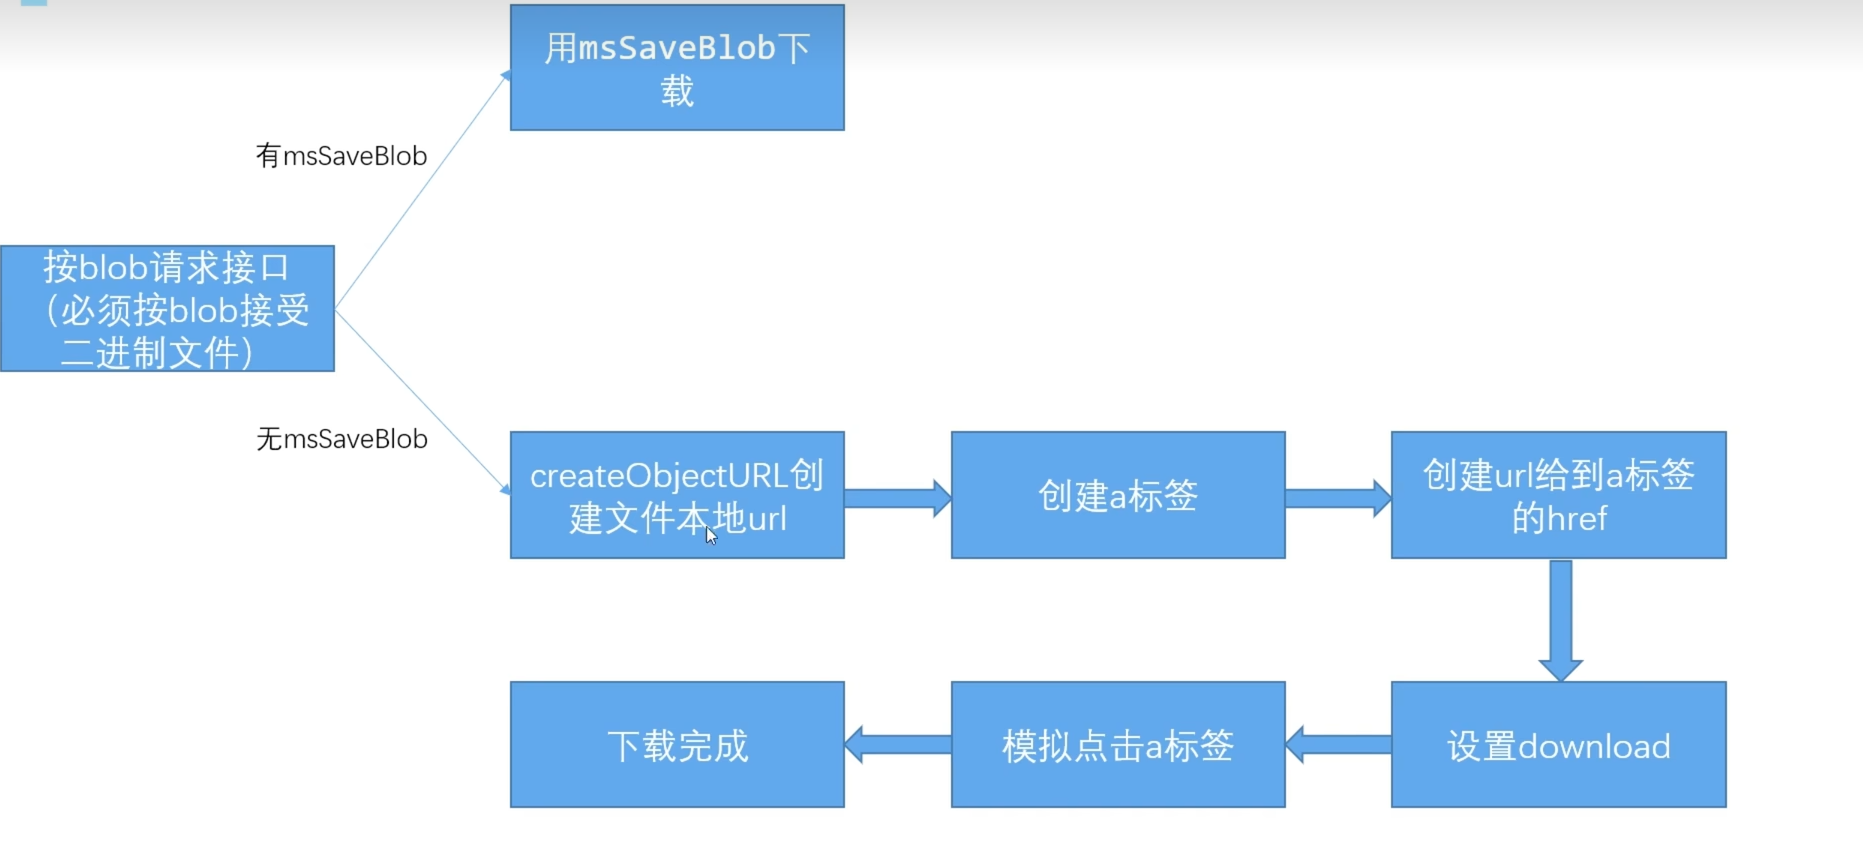 用msSaveBlob下
载
有msSaveBlob
按blob请求接口
（必须按blob接受
二进制文件）
无msSaveBlob
createObjectURL创
建文件本地url
创建a标签
创建url给到a标签
的href
设置download
模拟点击a标签
下载完成